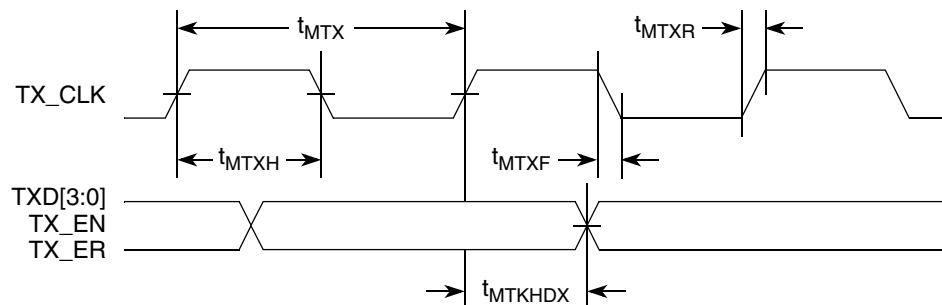 tMTX
tMTXR
TX_CLK
tMTXH
tMTXF
TXD[3:0]
TX_EN
TX_ER
tMTKHDX